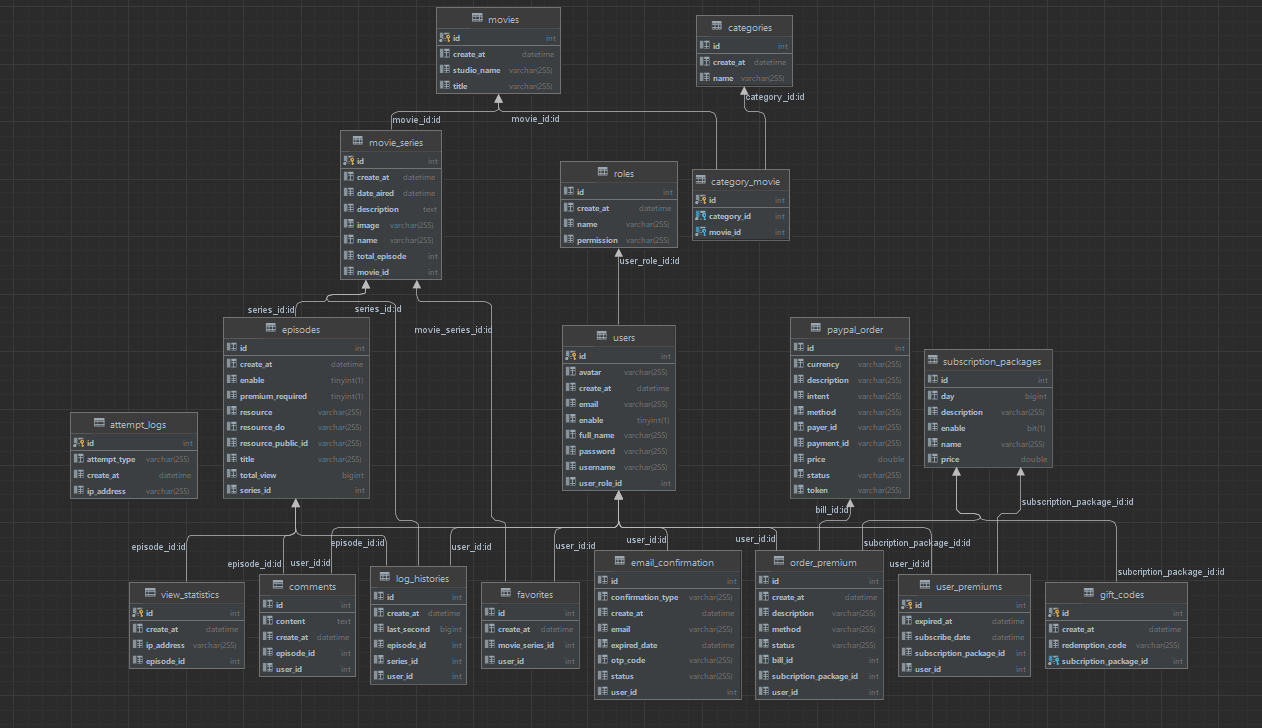 movies
id int
create_at datetime
studio_name varchar(255)
title varchar(255)
categories
id int
create_at datetime
name varchar(255)
category_id:id
movie_id:id
movie_id:id
movie_series
id int
create_at datetime
date_aired datetime
description text
image varchar(255)
name varchar(255)
total_episode int
movie_id int
roles
id int
create_at datetime
name varchar(255)
permission varchar(255)
category_movie
id int
category_id int
movie_id int
user_role_id:id
series_id:id
series_id:id
movie_series_id:id
episodes
id int
create_at datetime
enable tinyint(1)
premium_required tinyint(1)
resource varchar(255)
resource_do varchar(255)
resource_public_id varchar(255)
title varchar(255)
total_view bigint
series_id int
users
id int
avatar varchar(255)
create_at datetime
email varchar(255)
enable tinyint(1)
full_name varchar(255)
password varchar(255)
username varchar(255)
user_role_id int
paypal_order
id int
currency varchar(255)
description varchar(255)
intent varchar(255)
method varchar(255)
payer_id varchar(255)
payment_id varchar(255)
price double
status varchar(255)
token varchar(255)
subscription_packages
id int
day bigint
description varchar(255)
enable bit(1)
name varchar(255)
price double
attempt_logs
id int
attempt_type varchar(255)
create_at datetime
ip_address varchar(255)
bill_id:id
subscription_package_id:id
episode_id:id
episode_id:id
episode_id:id
user_id:id
user_id:id
user_id:id
user_id:id
user_id:id
subcription_package_id:id
user_id:id
subcription_package_id:id
view_statistics
id int
create_at datetime
ip_address varchar(255)
episode_id int
comments
id int
content text
create_at datetime
episode_id int
user_id int
log_histories
id int
create_at datetime
last_second bigint
episode_id int
series_id int
user_id int
favorites
id int
create_at datetime
movie_series_id int
user_id int
email_confirmation
id int
confirmation_type varchar(255)
create_at datetime
email varchar(255)
expired_date datetime
otp_code varchar(255)
status varchar(255)
user_id int
order_premium
id int
create_at datetime
description varchar(255)
method varchar(255)
status varchar(255)
bill_id int
subcription_package_id int
user_id int
user_premiums
id int
expired_at datetime
subscribe_date datetime
subscription_package_id int
user_id int
gift_codes
id int
create_at datetime
redemption_code varchar(255)
subcription_package_id int